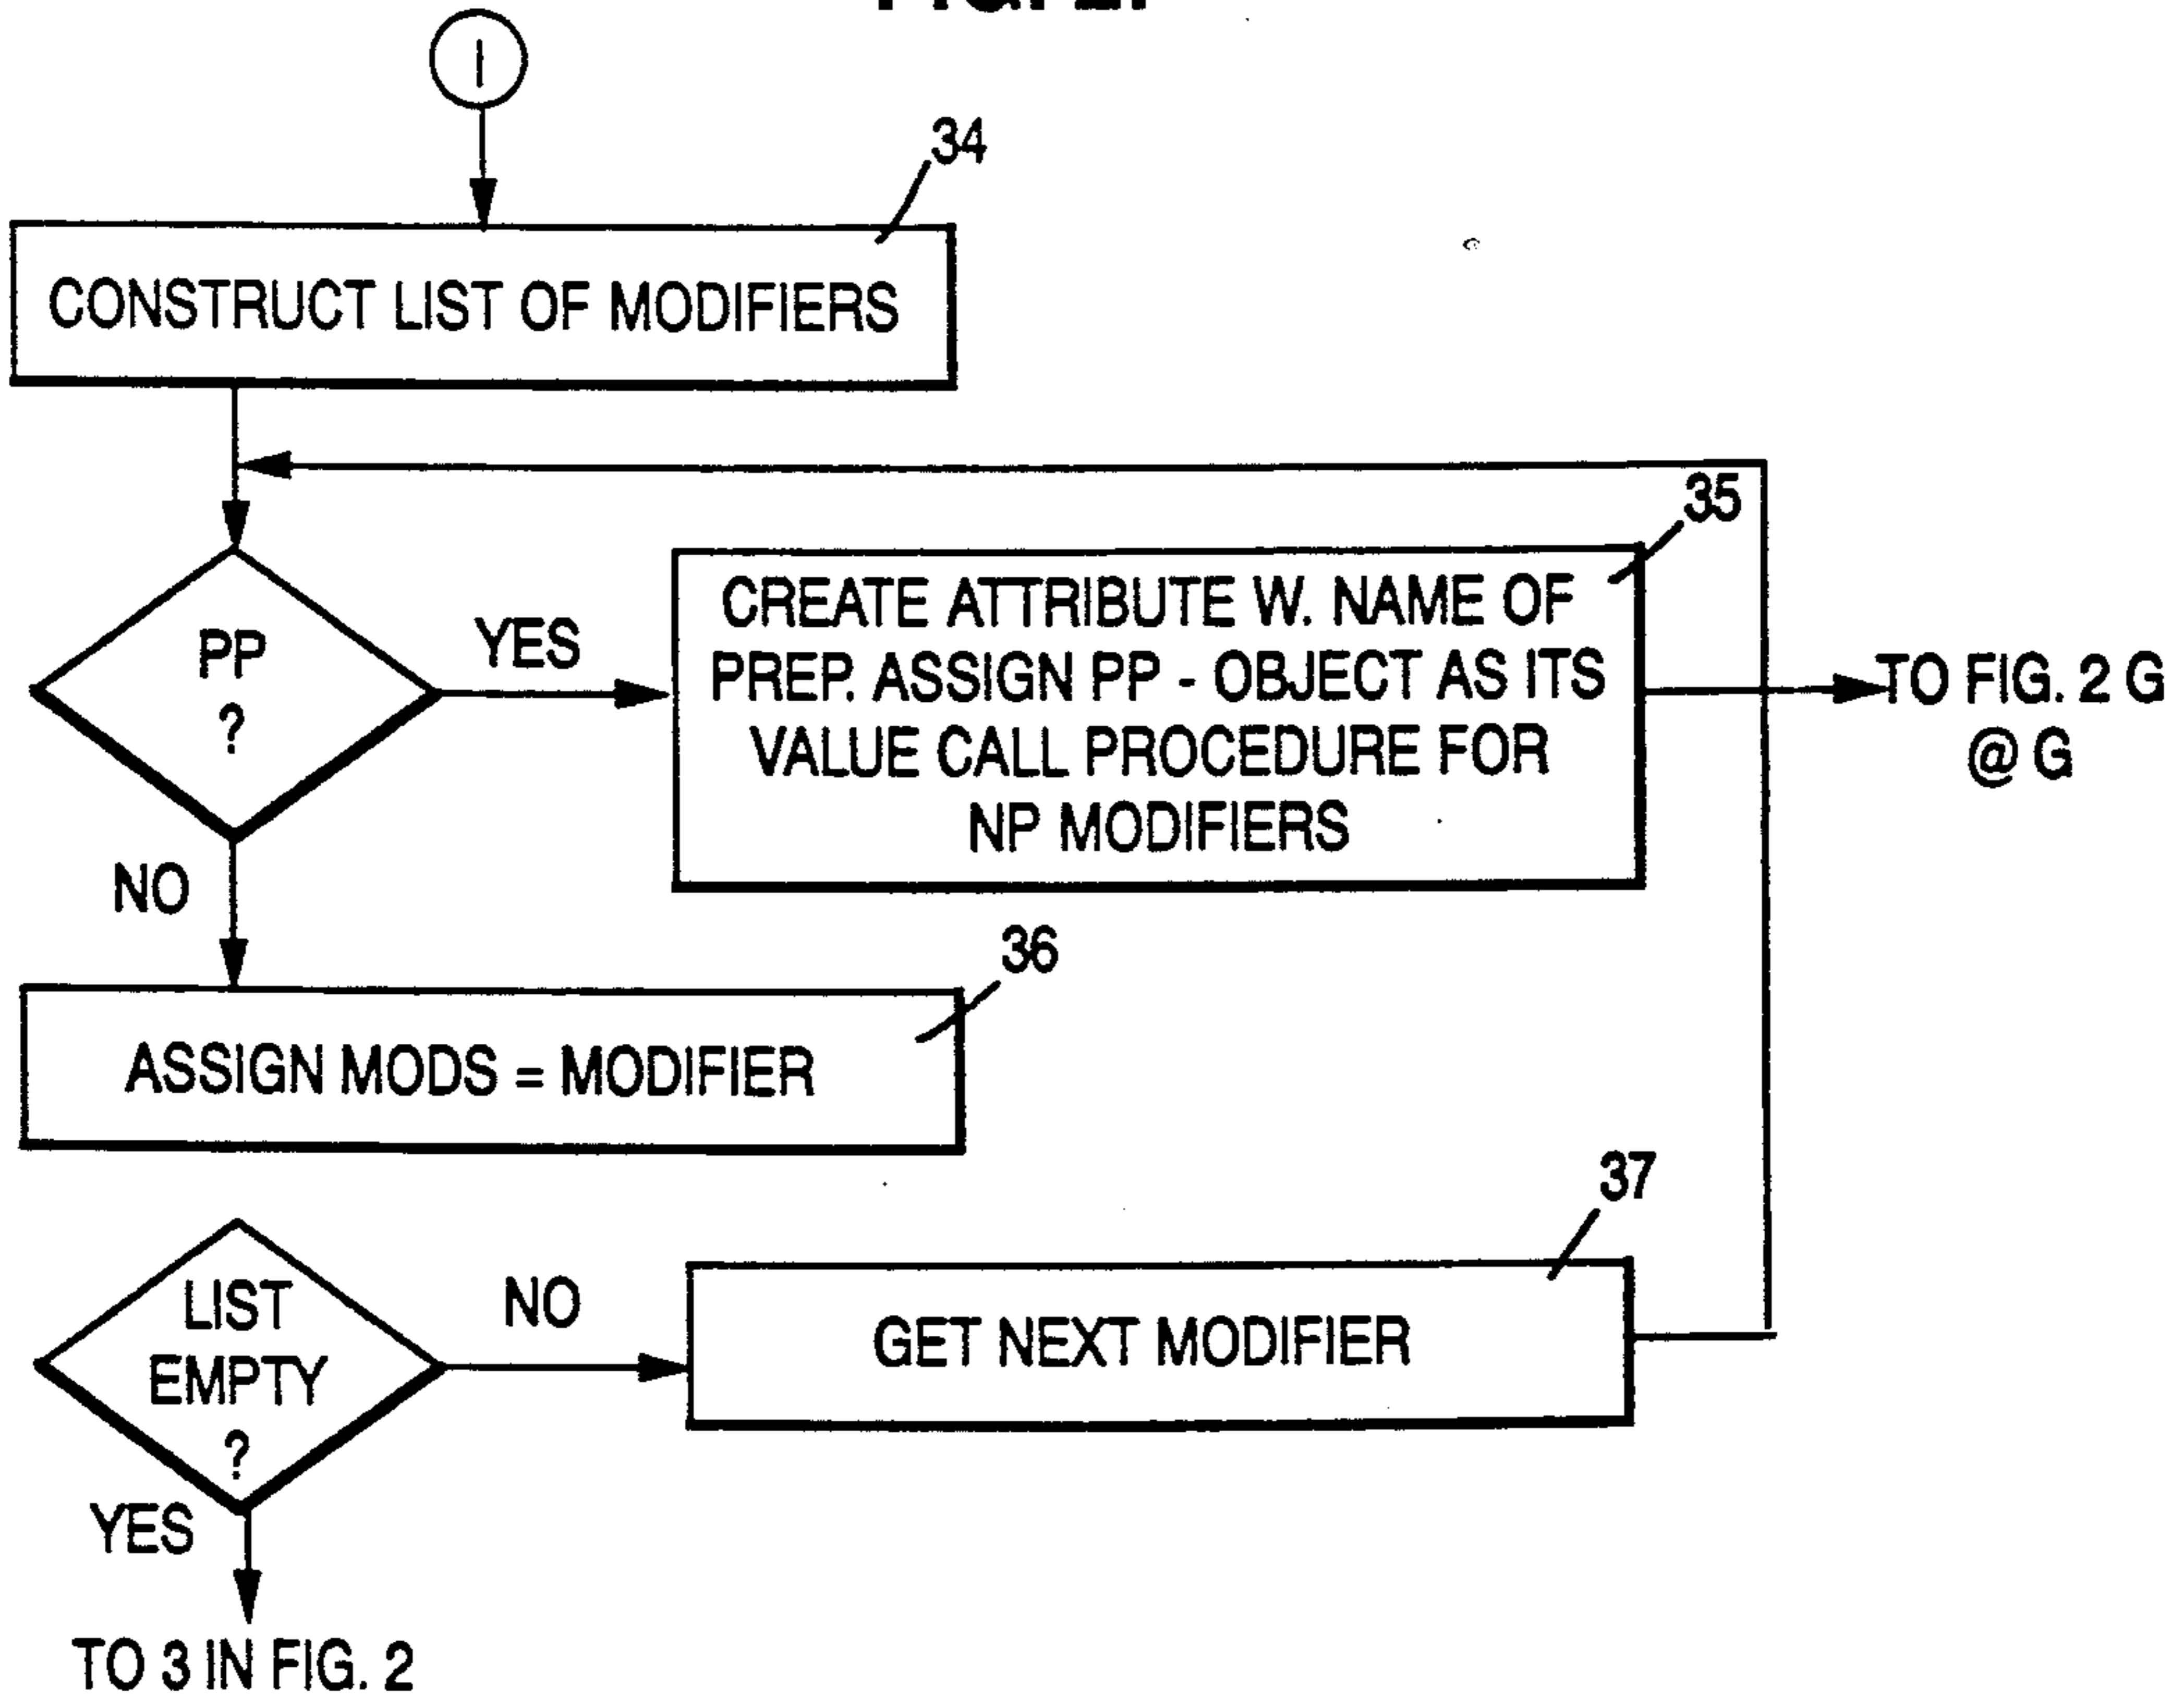 I
34
CONSTRUCT LIST OF MODIFIERS
35
PP
?
YES
CREATE ATTRIBUTE W. NAME OF
PREP. ASSIGN PP - OBJECT AS ITS
VALUE CALL PROCEDURE FOR
NP MODIFIERS
TO FIG. 2 G
@ G
NO
36
ASSIGN MODS = MODIFIER
37
LIST
EMPTY
?
NO
GET NEXT MODIFIER
YES
TO 3 IN FIG. 2